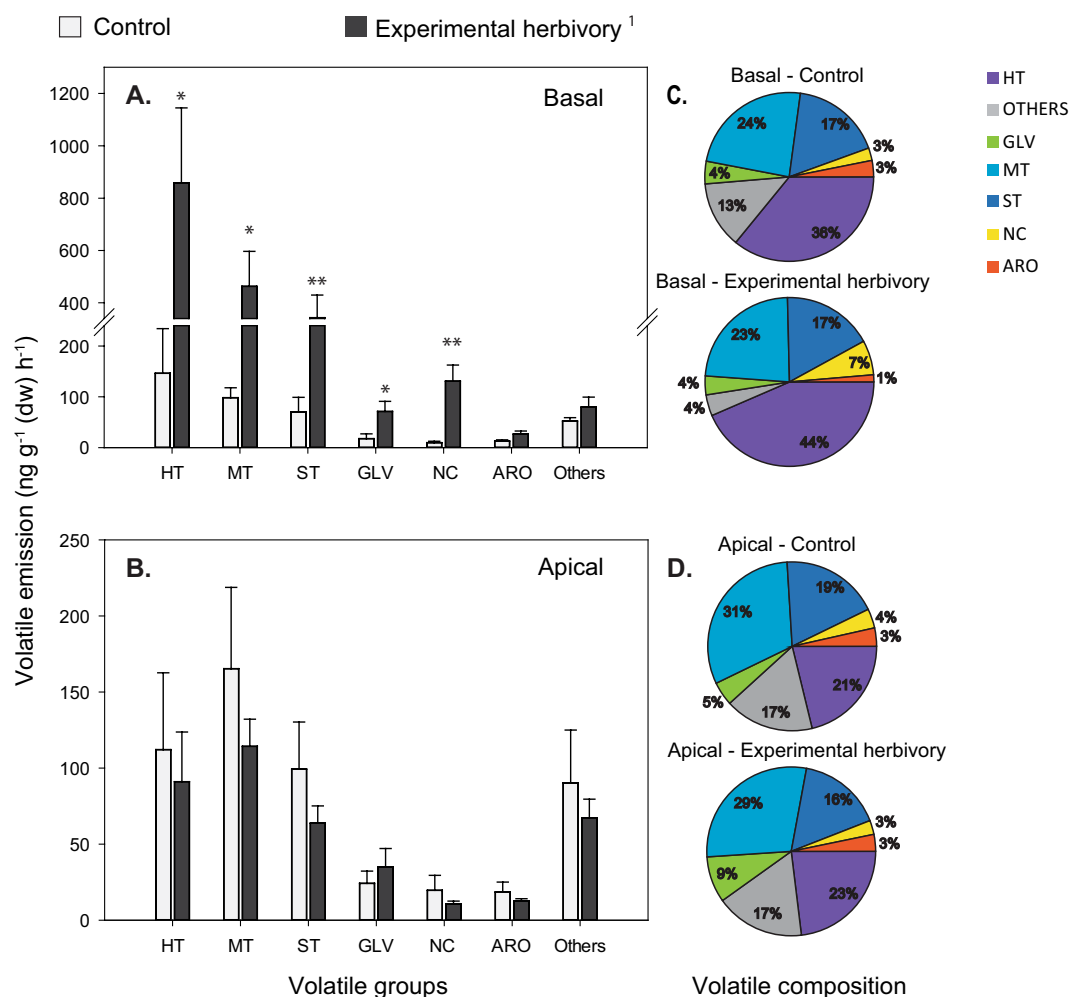 Control
Experimental herbivory 1
Volatile emission (ng g-1 (dw) h-1)
A.
Basal
1200
1000
800
600
400
200
100
0
*
*
**
*
**
HT
MT
ST
GLV
NC
ARO
Others
B.
Apical
250
200
150
100
50
0
HT
MT
ST
GLV
NC
ARO
Others
Volatile groups
C.
Basal - Control
24%
17%
3%
3%
4%
13%
36%
Basal - Experimental herbivory
23%
17%
7%
1%
4%
4%
44%
HT
OTHERS
GLV
MT
ST
NC
ARO
D.
Apical - Control
31%
19%
4%
3%
5%
17%
21%
Apical - Experimental herbivory
29%
16%
3%
3%
9%
17%
23%
Volatile composition